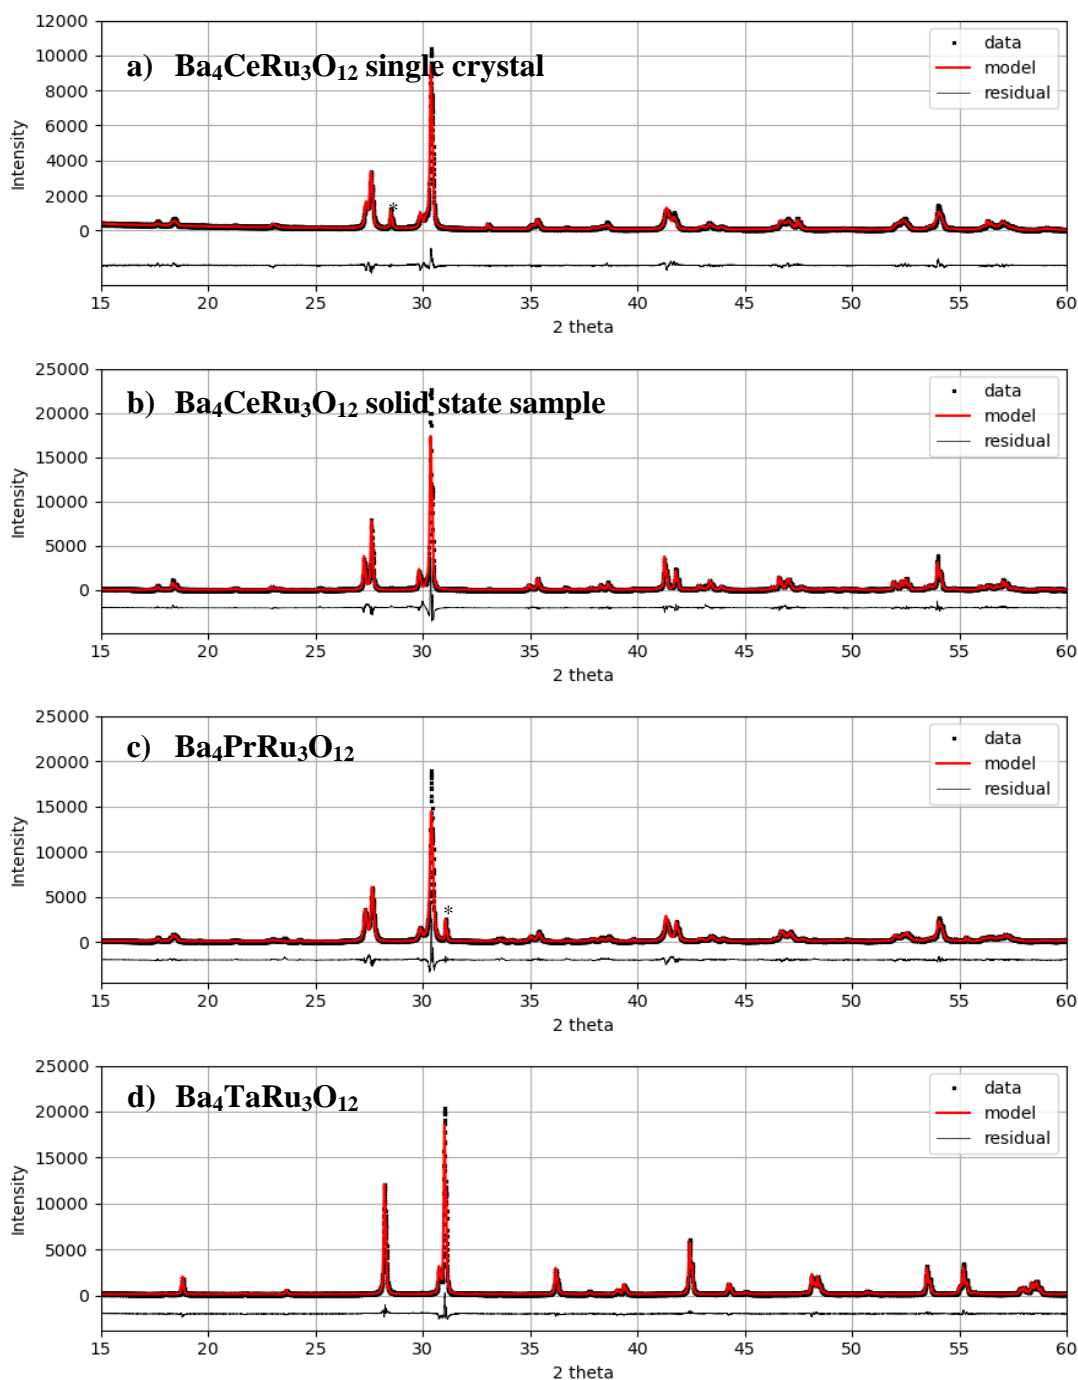 12000
a) Ba₄CeRu₃O₁₂ single crystal
data
model
residual
10000
8000
6000
4000
2000
0
*
Intensity
15 20 25 30 35 40 45 50 55 60
2 theta
25000
b) Ba₄CeRu₃O₁₂ solid state sample
data
model
residual
20000
15000
10000
5000
0
Intensity
15 20 25 30 35 40 45 50 55 60
2 theta
25000
c) Ba₄PrRu₃O₁₂
data
model
residual
20000
15000
10000
5000
0
*
Intensity
15 20 25 30 35 40 45 50 55 60
2 theta
25000
d) Ba₄TaRu₃O₁₂
data
model
residual
20000
15000
10000
5000
0
Intensity
15 20 25 30 35 40 45 50 55 60
2 theta